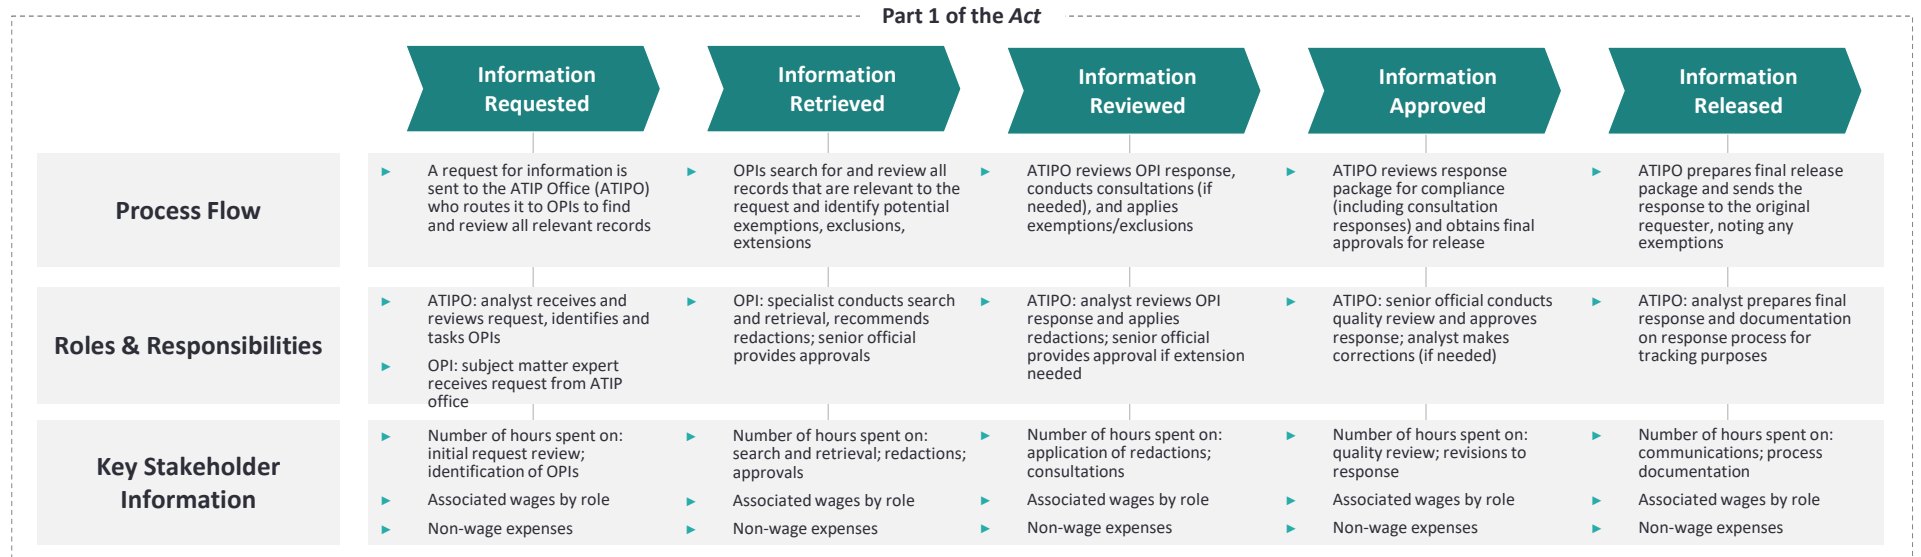 Part 1 of the Act
Information
Requested
Information
Retrieved
Information
Reviewed
Information
Approved
Information
Released
Process Flow
► A request for information is
sent to the ATIP Office (ATIPO)
who routes it to OPIs to find
and review all relevant records
► OPIs search for and review all
records that are relevant to the
request and identify potential
exemptions, exclusions,
extensions
► ATIPO reviews OPI response,
conducts consultations (if
needed), and applies
exemptions/exclusions
► ATIPO reviews response
package for compliance
(including consultation
responses) and obtains final
approvals for release
► ATIPO prepares final release
package and sends the
response to the original
requester, noting any
exemptions
Roles & Responsibilities
► ATIPO: analyst receives and
reviews request, identifies and
tasks OPIs
► OPI: subject matter expert
receives request from ATIP
office
► OPI: specialist conducts search
and retrieval, recommends
redactions; senior official
provides approvals
► ATIPO: analyst reviews OPI
response and applies
redactions; senior official
provides approval if extension
needed
► ATIPO: senior official conducts
quality review and approves
response; analyst makes
corrections (if needed)
► ATIPO: analyst prepares final
response and documentation
on response process for
tracking purposes
Key Stakeholder
Information
► Number of hours spent on:
initial request review;
identification of OPIs
► Associated wages by role
► Non-wage expenses
► Number of hours spent on:
search and retrieval; redactions;
approvals
► Associated wages by role
► Non-wage expenses
► Number of hours spent on:
application of redactions;
consultations
► Associated wages by role
► Non-wage expenses
► Number of hours spent on:
quality review; revisions to
response
► Associated wages by role
► Non-wage expenses
► Number of hours spent on:
communications; process
documentation
► Associated wages by role
► Non-wage expenses